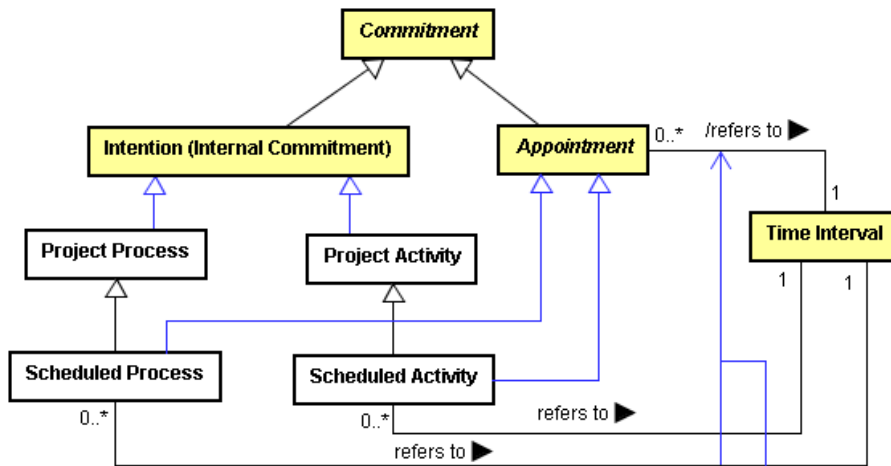 Commitment
0..*
/refers to ▶
Intention (Internal Commitment)
Appointment
1
Time Interval
Project Process
Project Activity
1
1
Scheduled Process
Scheduled Activity
0..*
0..*
refers to ▶
refers to ▶